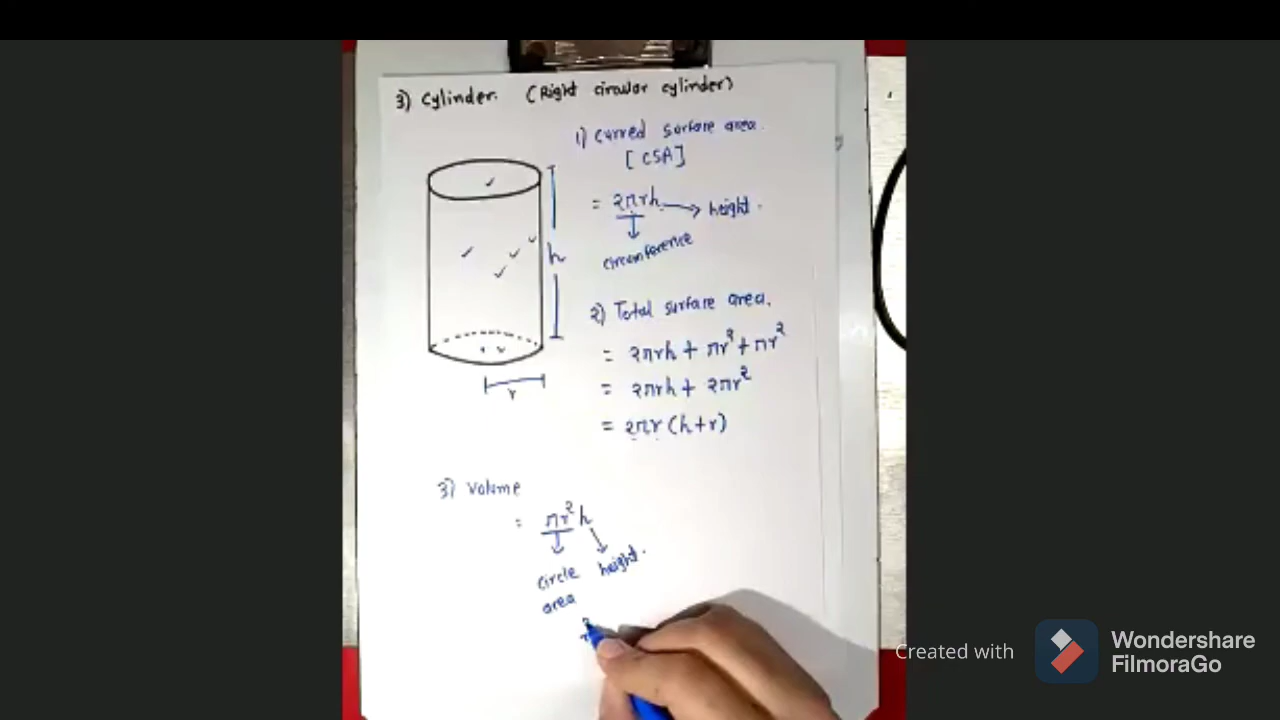 3) Cylinder. (Right circular cylinder)
1) Curved surface area.
[CSA]
= 2πrh → height.
circumference
h
2) Total surface area.
= 2πrh + πr² + πr²
= 2πrh + 2πr²
= 2πr (h+r)
r
3) Volume
= πr²h
circle height.
area
Created with
Wondershare
FilmoraGo